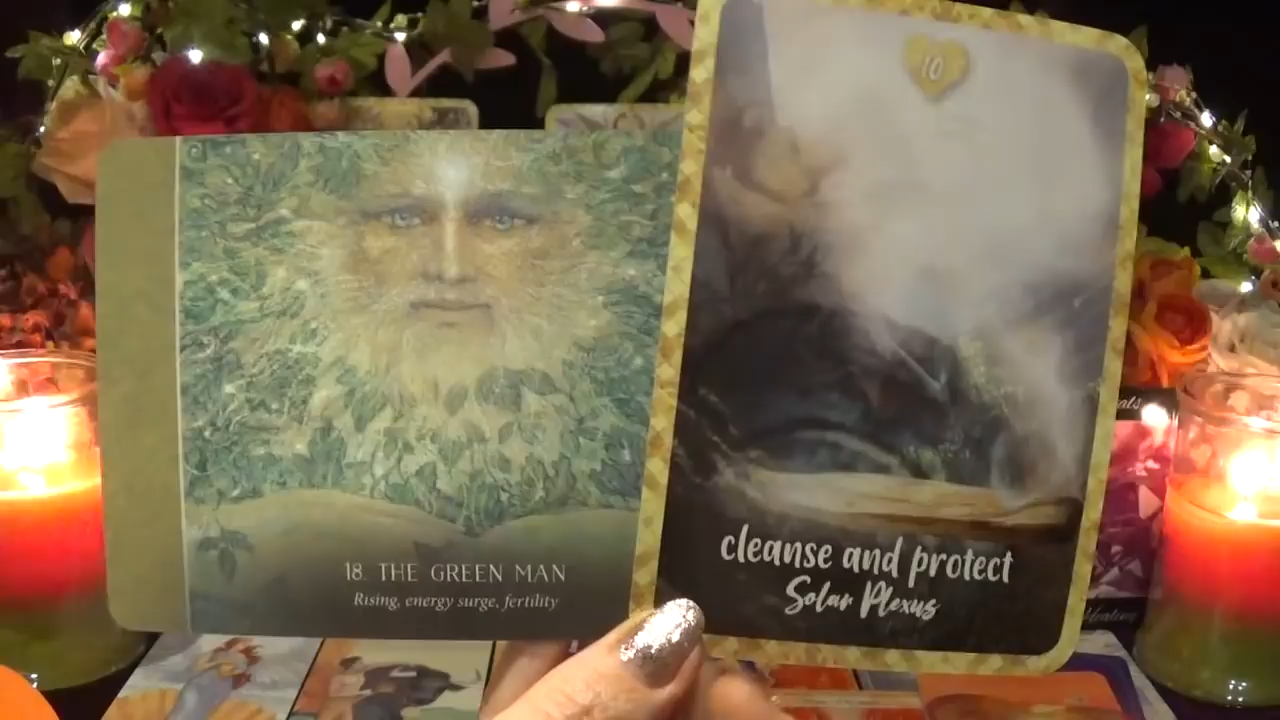 18. THE GREEN MAN
Rising, energy surge, fertility
10
cleanse and protect
Solar Plexus